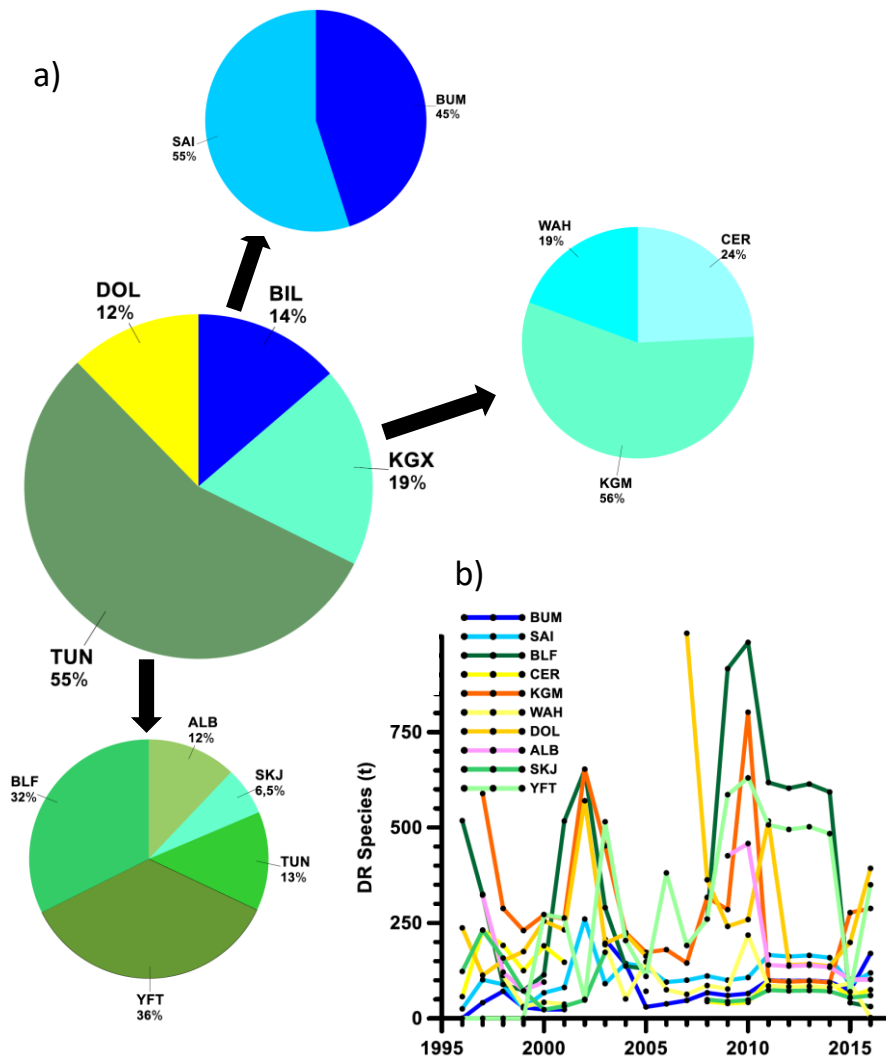 a)
BUM
45%
SAI
55%
WAH
19%
CER
24%
KGM
56%
DOL
12%
BIL
14%
KGX
19%
TUN
55%
ALB
12%
SKJ
6,5%
BLF
32%
TUN
13%
YFT
36%
b)
BUM
SAI
BLF
CER
KGM
WAH
DOL
ALB
SKJ
YFT
DR Species (t)
750
500
250
0
1995 2000 2005 2010 2015